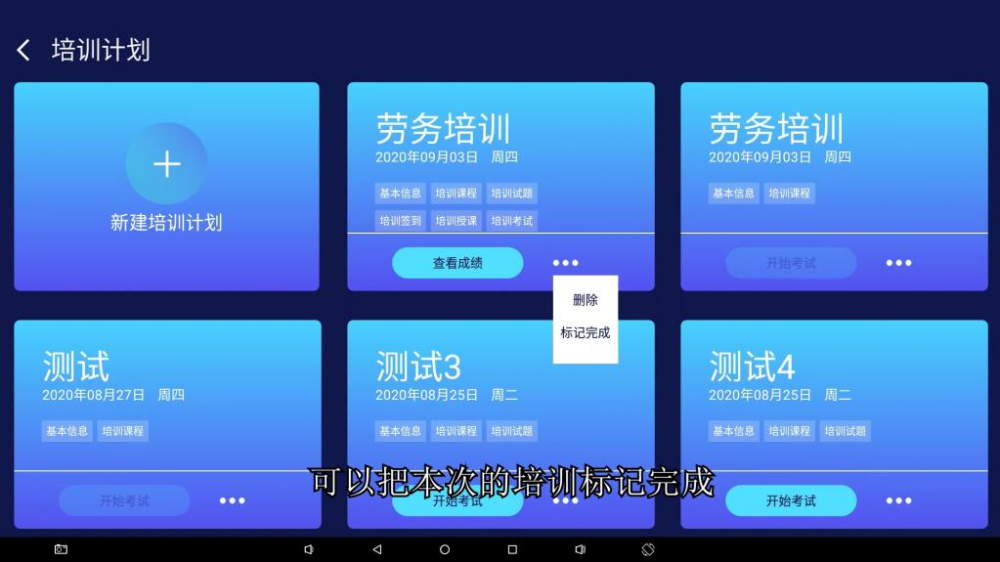 培训计划
新建培训计划
劳务培训
2020年09月03日 周四
基本信息 培训课程 培训试题
培训签到 培训授课 培训考试
查看成绩
删除
标记完成
劳务培训
2020年09月03日 周四
基本信息 培训课程
开始考试
测试
2020年08月27日 周四
基本信息 培训课程
开始考试
测试3
2020年08月25日 周二
基本信息 培训课程 培训试题
开始考试
测试4
2020年08月25日 周二
基本信息 培训课程 培训试题
开始考试
可以把本次的培训标记完成